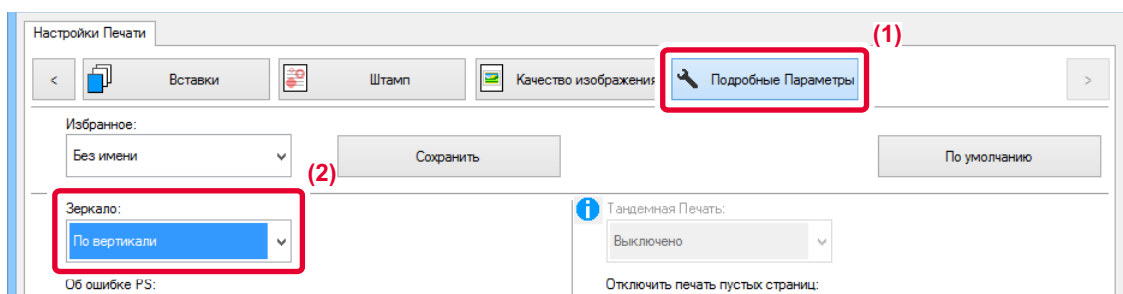 Настройки Печати
(1)
<
Вставки
Штамп
Качество изображения
Подробные Параметры
>
Избранное:
Без имени
Сохранить
По умолчанию
(2)
Зеркало:
Тандемная Печать:
По вертикали
Выключено
Об ошибке PS:
Отключить печать пустых страниц: